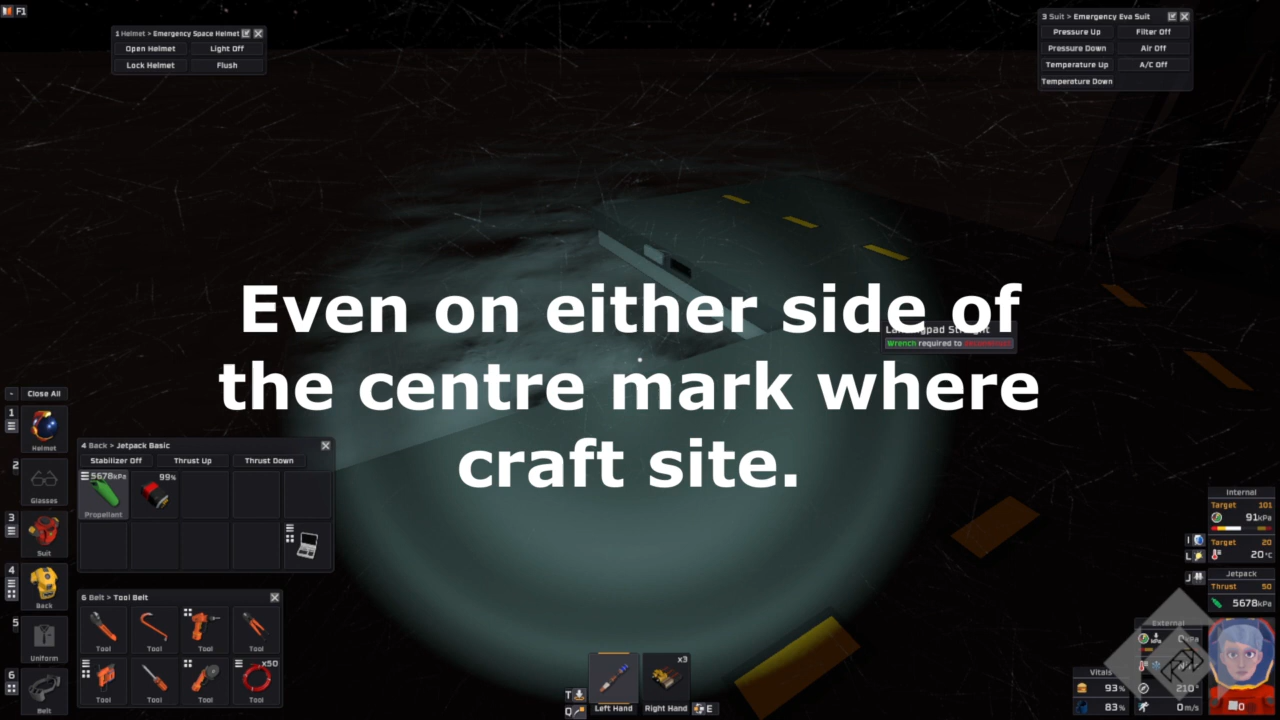 F1
1 Helmet > Emergency Space Helmet
Open Helmet Light Off
Lock Helmet Flush
3 Suit > Emergency Eva Suit
Pressure Up Filter Off
Pressure Down Air Off
Temperature Up A/C Off
Temperature Down
Even on either side of
the centre mark where
craft site.
Wrench required to
- Close All
1
Helmet
2
Glasses
3
Suit
4
Back
5
Uniform
6
Belt
4 Back > Jetpack Basic
Stabilizer Off Thrust Up Thrust Down
5678kPa 99%
Propellant
6 Belt > Tool Belt
Tool Tool Tool Tool
x50
Tool Tool Tool Tool
x3
T
Q Left Hand Right Hand E
Internal
Target 101
91kPa
I Target 20
L 20°C
J Jetpack
Thrust 50
5678kPa
External
kPa 0kPa
Vitals
93% 210°
83% 0m/s
0